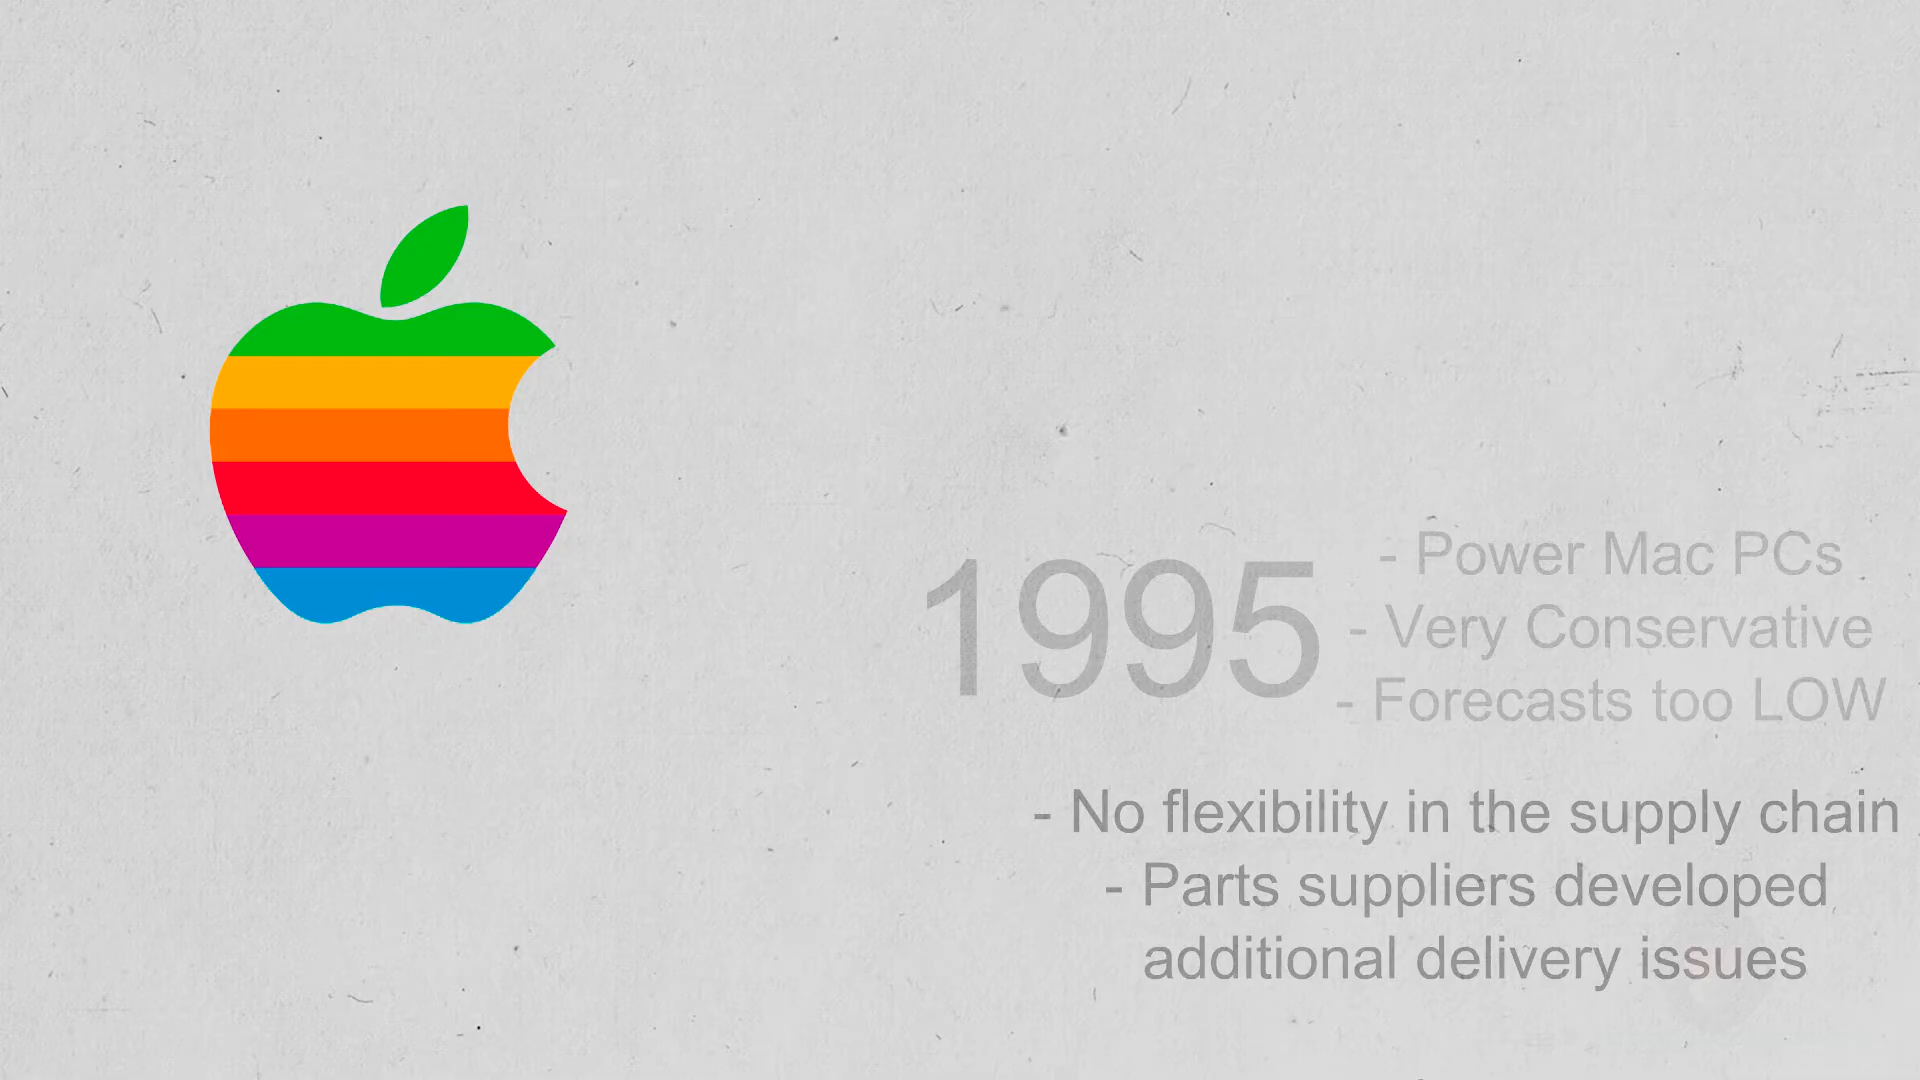 1995
- Power Mac PCs
- Very Conservative
- Forecasts too LOW
- No flexibility in the supply chain
- Parts suppliers developed
additional delivery issues